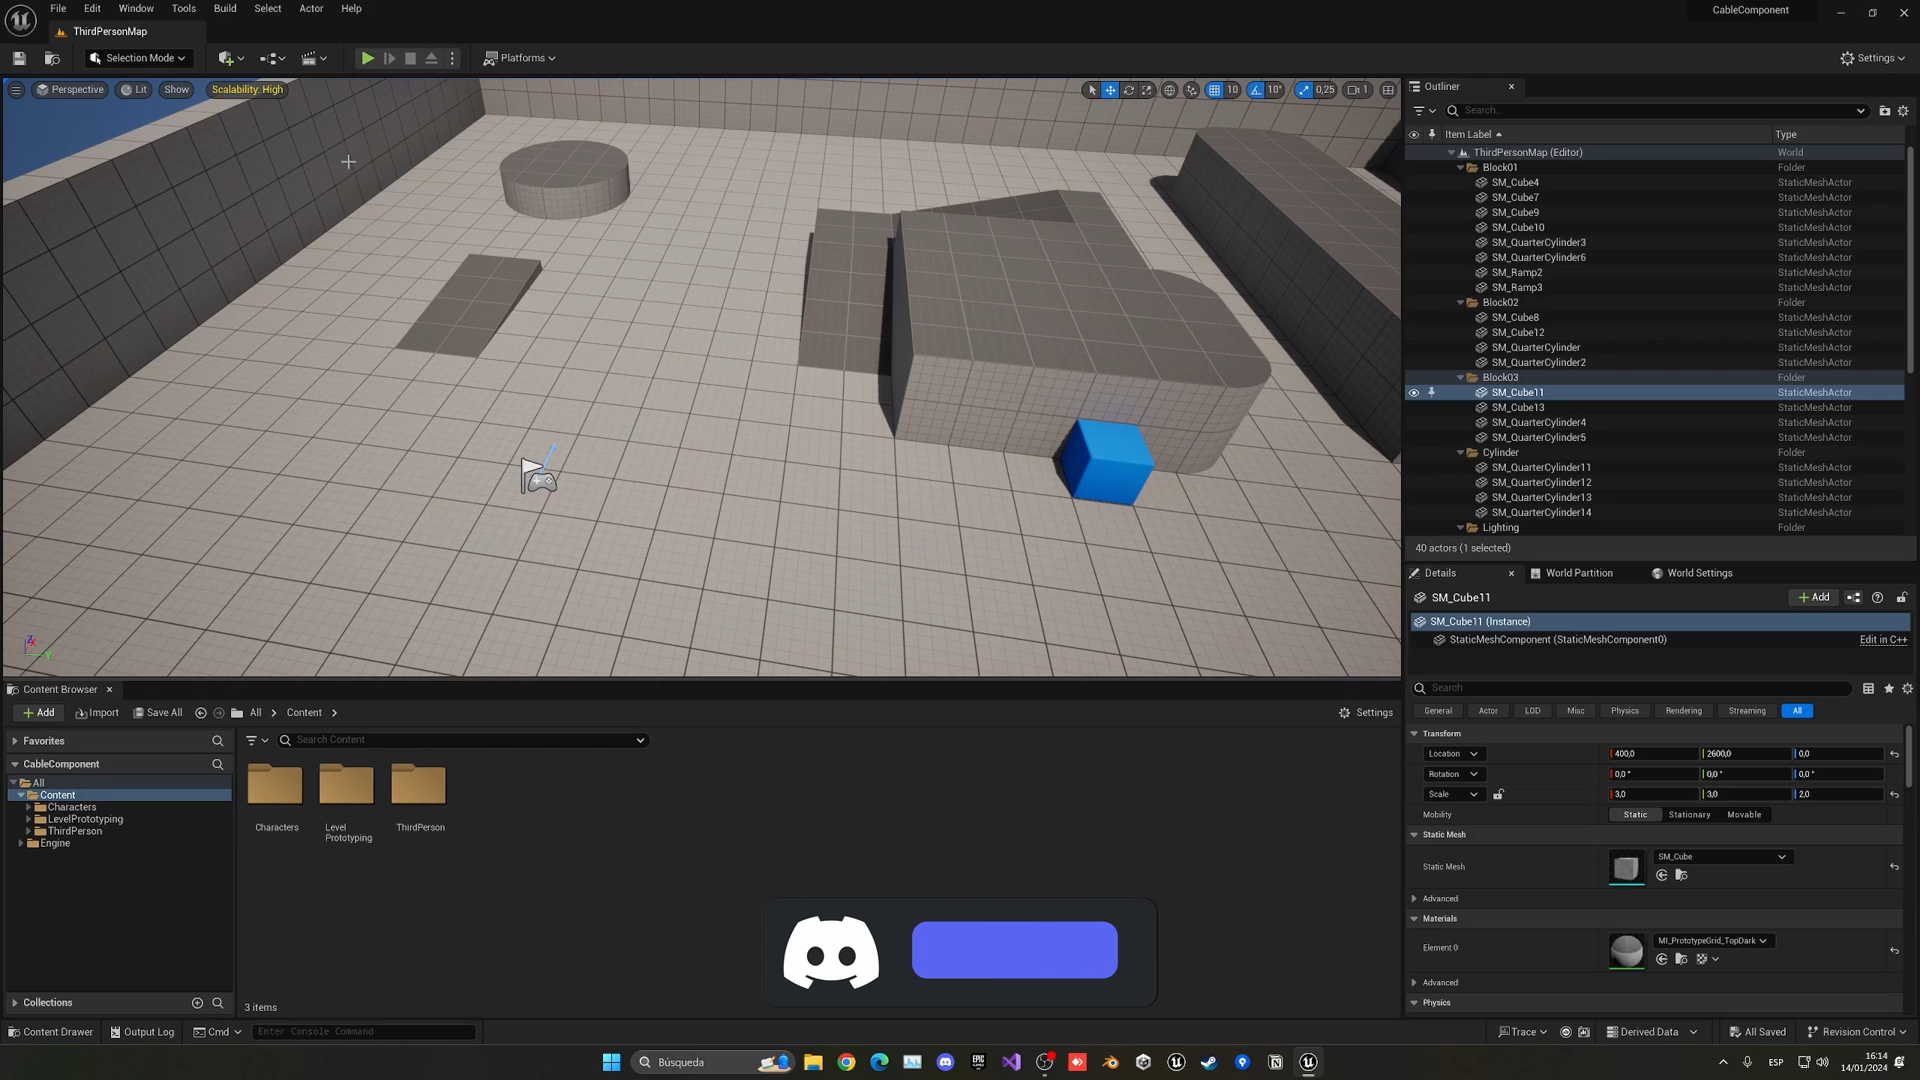 File Edit Window Tools Build Select Actor Help
CableComponent
ThirdPersonMap
Selection Mode
Platforms
Settings
Perspective Lit Show Scalability: High
10 10° 0,25 1
Outliner
Search...
Item Label Type
ThirdPersonMap (Editor) World
Block01 Folder
SM_Cube4 StaticMeshActor
SM_Cube7 StaticMeshActor
SM_Cube9 StaticMeshActor
SM_Cube10 StaticMeshActor
SM_QuarterCylinder3 StaticMeshActor
SM_QuarterCylinder6 StaticMeshActor
SM_Ramp2 StaticMeshActor
SM_Ramp3 StaticMeshActor
Block02 Folder
SM_Cube8 StaticMeshActor
SM_Cube12 StaticMeshActor
SM_QuarterCylinder StaticMeshActor
SM_QuarterCylinder2 StaticMeshActor
Block03 Folder
SM_Cube11 StaticMeshActor
SM_Cube13 StaticMeshActor
SM_QuarterCylinder4 StaticMeshActor
SM_QuarterCylinder5 StaticMeshActor
Cylinder Folder
SM_QuarterCylinder11 StaticMeshActor
SM_QuarterCylinder12 StaticMeshActor
SM_QuarterCylinder13 StaticMeshActor
SM_QuarterCylinder14 StaticMeshActor
Lighting Folder
40 actors (1 selected)
Details World Partition World Settings
SM_Cube11
Add
SM_Cube11 (Instance)
StaticMeshComponent (StaticMeshComponent0) Edit in C++
Search
General Actor LOD Misc Physics Rendering Streaming All
Transform
Location 400,0 2600,0 0,0
Rotation 0,0 ° 0,0 ° 0,0 °
Scale 3,0 3,0 2,0
Mobility Static Stationary Movable
Static Mesh
Static Mesh SM_Cube
Advanced
Materials
Element 0 MI_PrototypeGrid_TopDark
Advanced
Physics
Z
X
Y
Content Browser
Add Import Save All All Content
Settings
Favorites
Search Content
CableComponent
All
Content
Characters
LevelPrototyping
ThirdPerson
Engine
Characters
Level
Prototyping
ThirdPerson
Collections
3 items
Content Drawer Output Log Cmd Enter Console Command
Trace Derived Data All Saved Revision Control
Búsqueda
EPIC
GAMES
ESP
16:14
14/01/2024